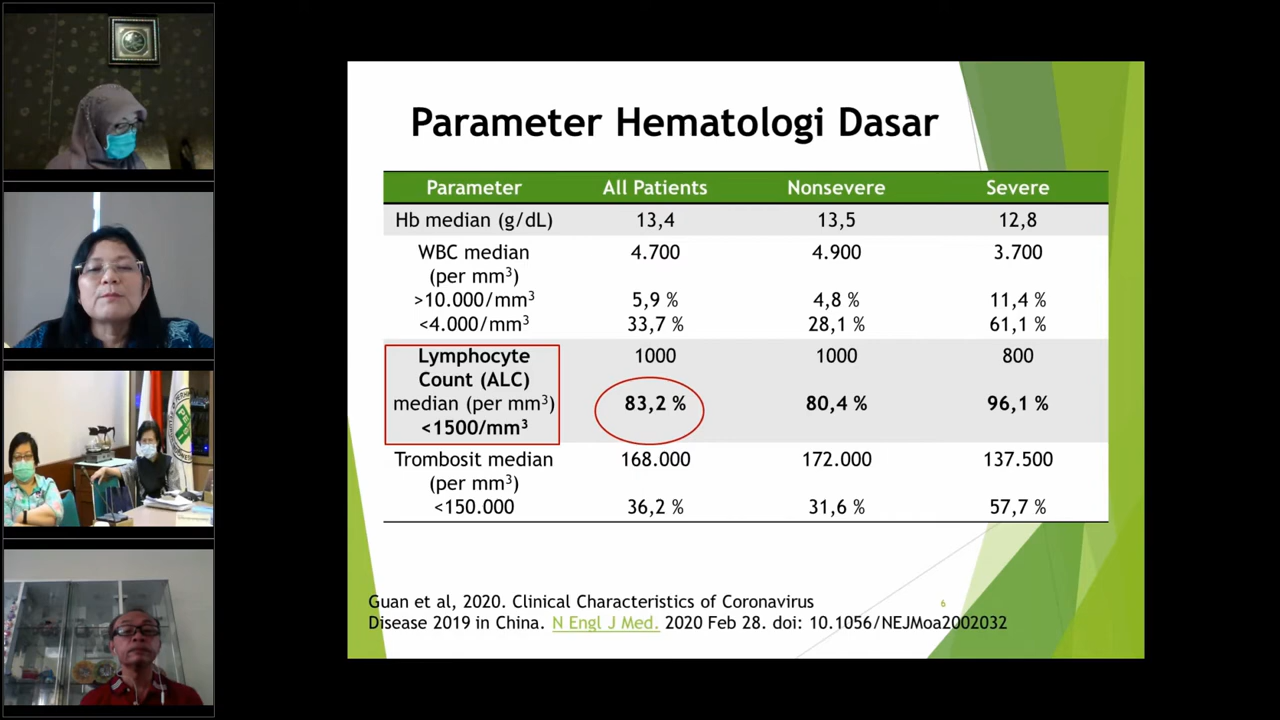 Parameter Hematologi Dasar
Parameter All Patients Nonsevere Severe
Hb median (g/dL) 13,4 13,5 12,8
WBC median 4.700 4.900 3.700
(per mm³)
>10.000/mm³ 5,9 % 4,8 % 11,4 %
<4.000/mm³ 33,7 % 28,1 % 61,1 %
Lymphocyte 1000 1000 800
Count (ALC)
median (per mm³) 83,2 % 80,4 % 96,1 %
<1500/mm³
Trombosit median 168.000 172.000 137.500
(per mm³)
<150.000 36,2 % 31,6 % 57,7 %
Guan et al, 2020. Clinical Characteristics of Coronavirus
6
Disease 2019 in China. N Engl J Med. 2020 Feb 28. doi: 10.1056/NEJMoa2002032